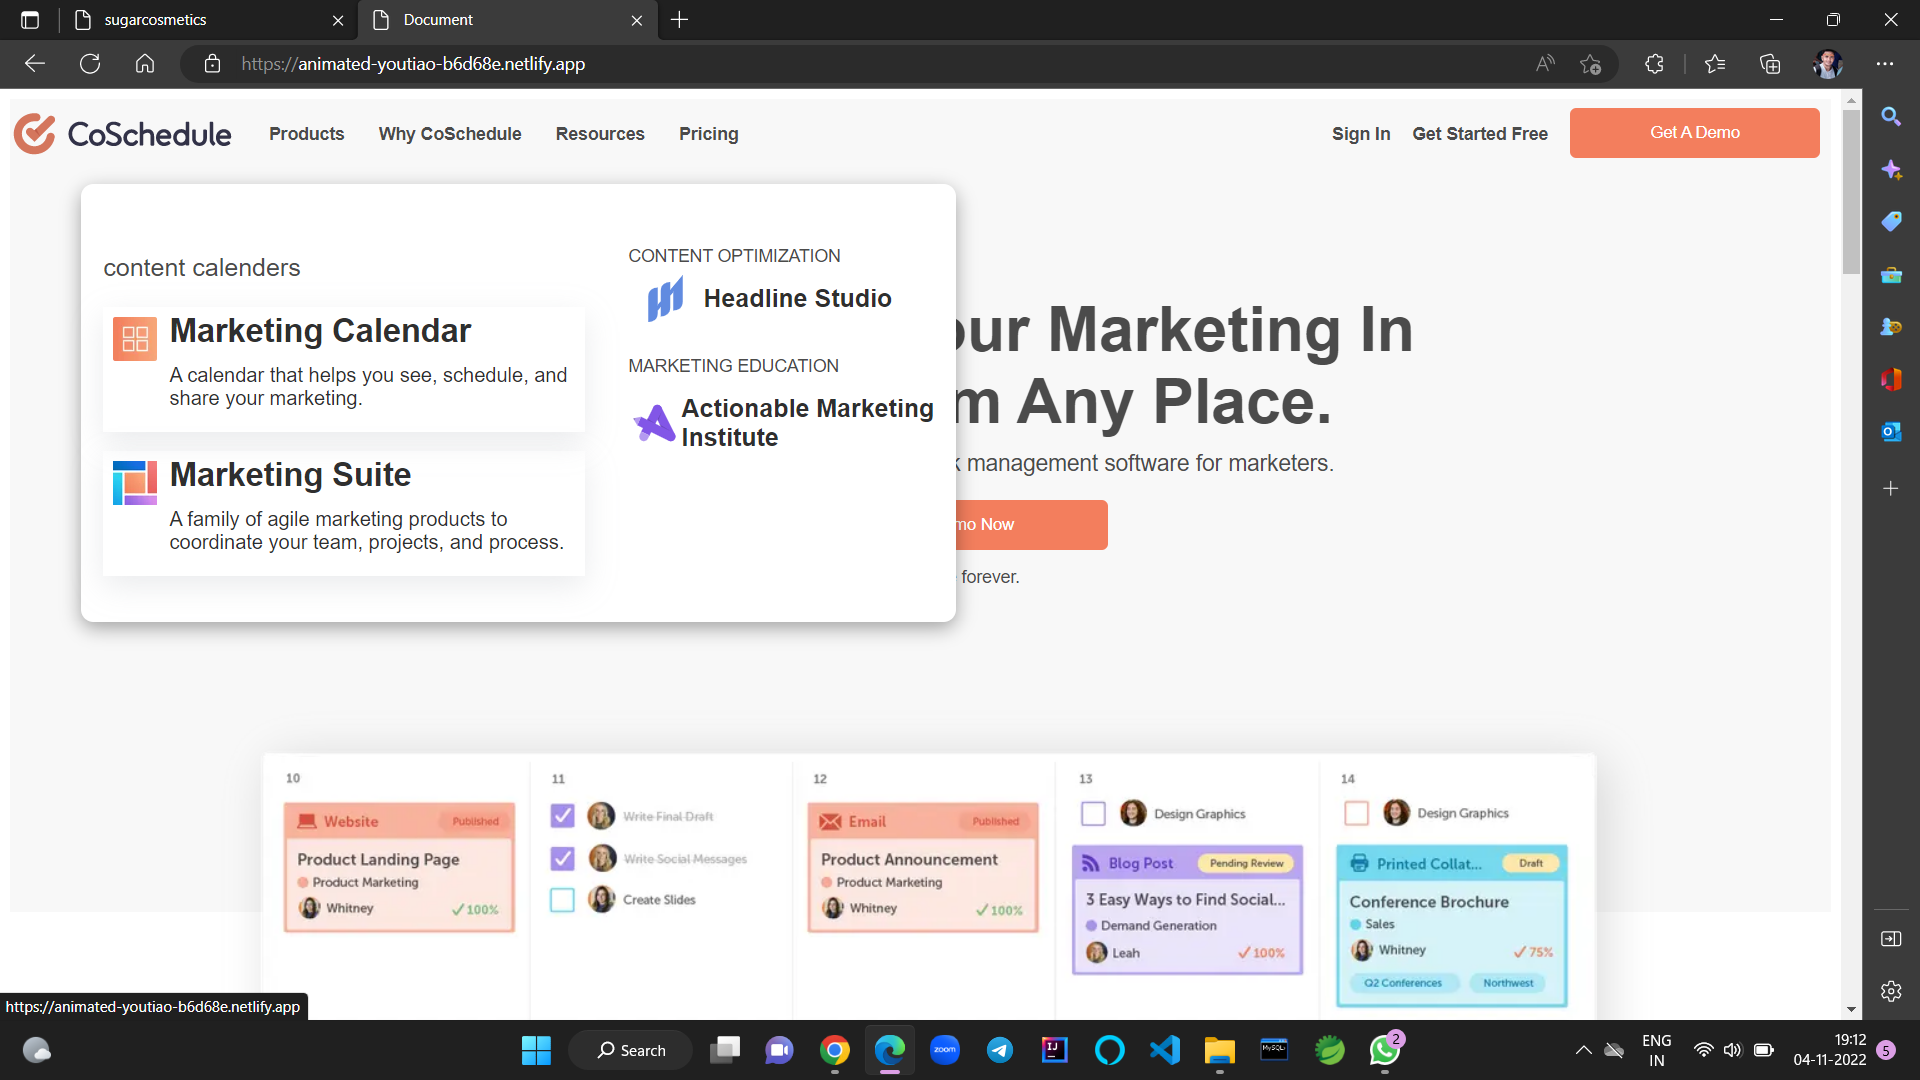 sugarcosmetics
Document
https://animated-youtiao-b6d68e.netlify.app
CoSchedule
Products
Why CoSchedule
Resources
Pricing
Sign In
Get Started Free
Get A Demo
content calenders
Marketing Calendar
A calendar that helps you see, schedule, and
share your marketing.
Marketing Suite
A family of agile marketing products to
coordinate your team, projects, and process.
CONTENT OPTIMIZATION
Headline Studio
MARKETING EDUCATION
Actionable Marketing
Institute
our Marketing In
m Any Place.
k management software for marketers.
mo Now
forever.
10
Website
Published
Product Landing Page
Product Marketing
Whitney
100%
11
Write Final Draft
Write Social Messages
Create Slides
12
Email
Published
Product Announcement
Product Marketing
Whitney
100%
13
Design Graphics
Blog Post
Pending Review
3 Easy Ways to Find Social...
Demand Generation
Leah
100%
14
Design Graphics
Printed Collat...
Draft
Conference Brochure
Sales
Whitney
75%
Q2 Conferences
Northwest
https://animated-youtiao-b6d68e.netlify.app
Search
zoom
IJ
MySQL
2
ENG
IN
19:12
04-11-2022
5